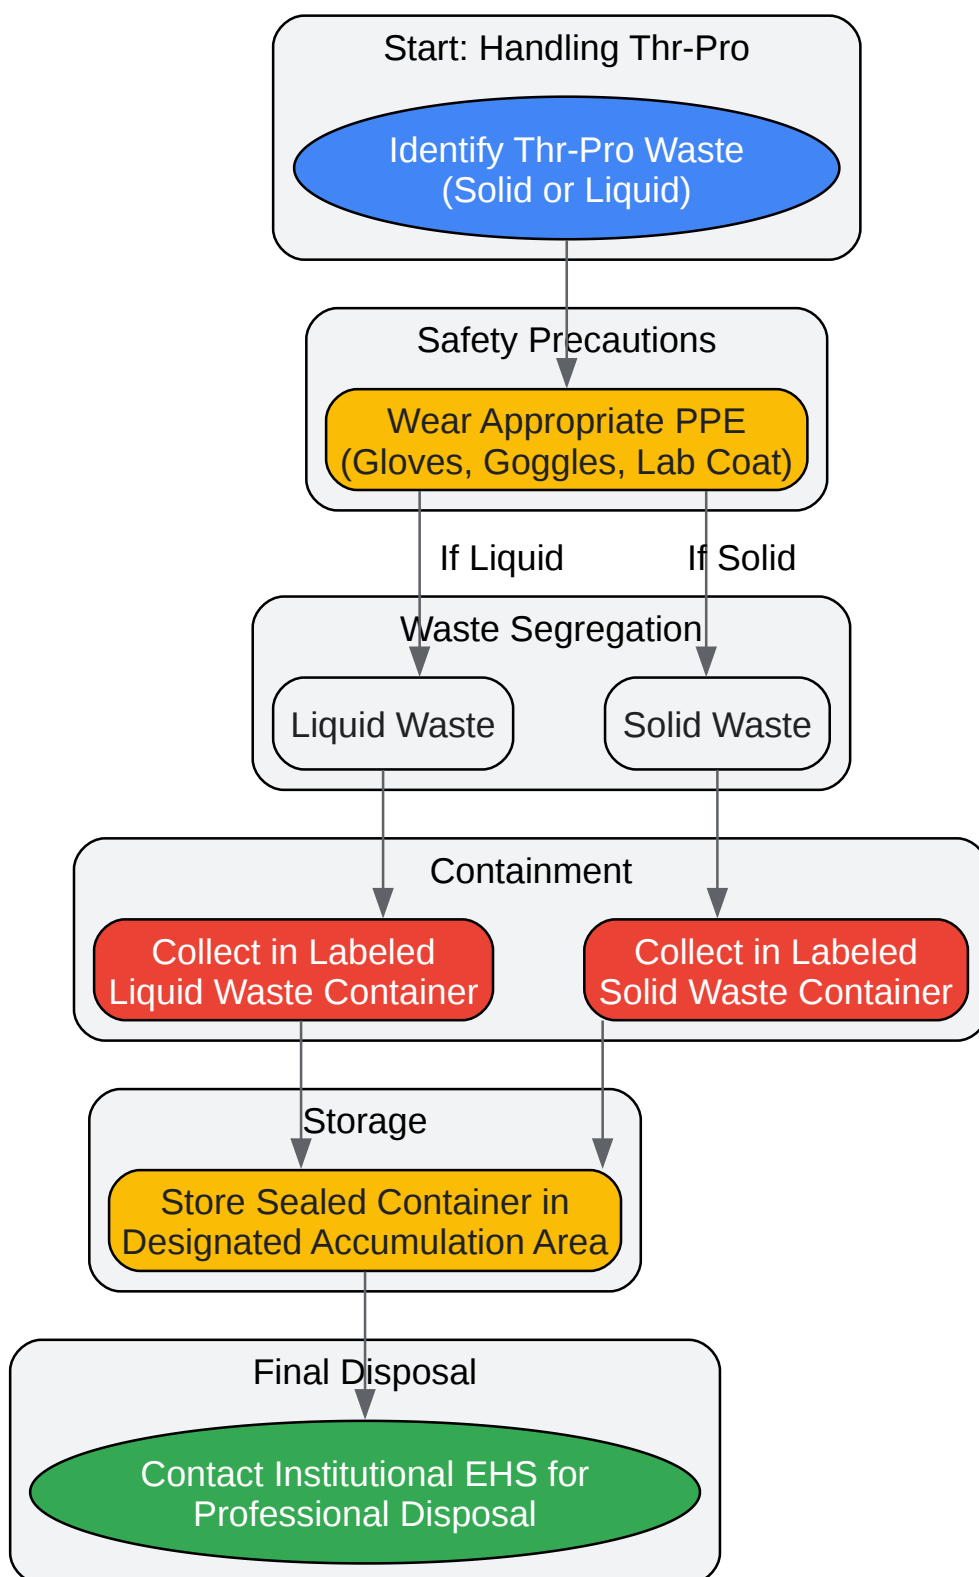 Start: Handling Thr-Pro
Identify Thr-Pro Waste
(Solid or Liquid)
Safety Precautions
Wear Appropriate PPE
(Gloves, Goggles, Lab Coat)
If Liquid
If Solid
Waste Segregation
Liquid Waste
Solid Waste
Containment
Collect in Labeled
Liquid Waste Container
Collect in Labeled
Solid Waste Container
Storage
Store Sealed Container in
Designated Accumulation Area
Final Disposal
Contact Institutional EHS for
Professional Disposal